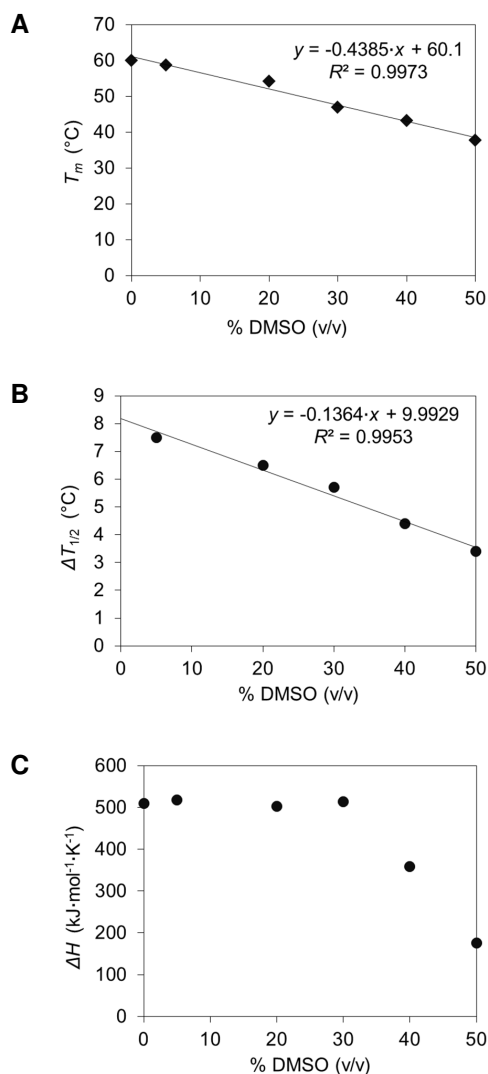 A
70
60
50
40
30
20
10
0
y = -0.4385·x + 60.1
R² = 0.9973
Tm (°C)
0 10 20 30 40 50
% DMSO (v/v)
B
9
8
7
6
5
4
3
2
1
0
y = -0.1364·x + 9.9929
R² = 0.9953
ΔT1/2 (°C)
0 10 20 30 40 50
% DMSO (v/v)
C
600
500
400
300
200
100
0
ΔH (kJ·mol⁻¹·K⁻¹)
0 10 20 30 40 50
% DMSO (v/v)